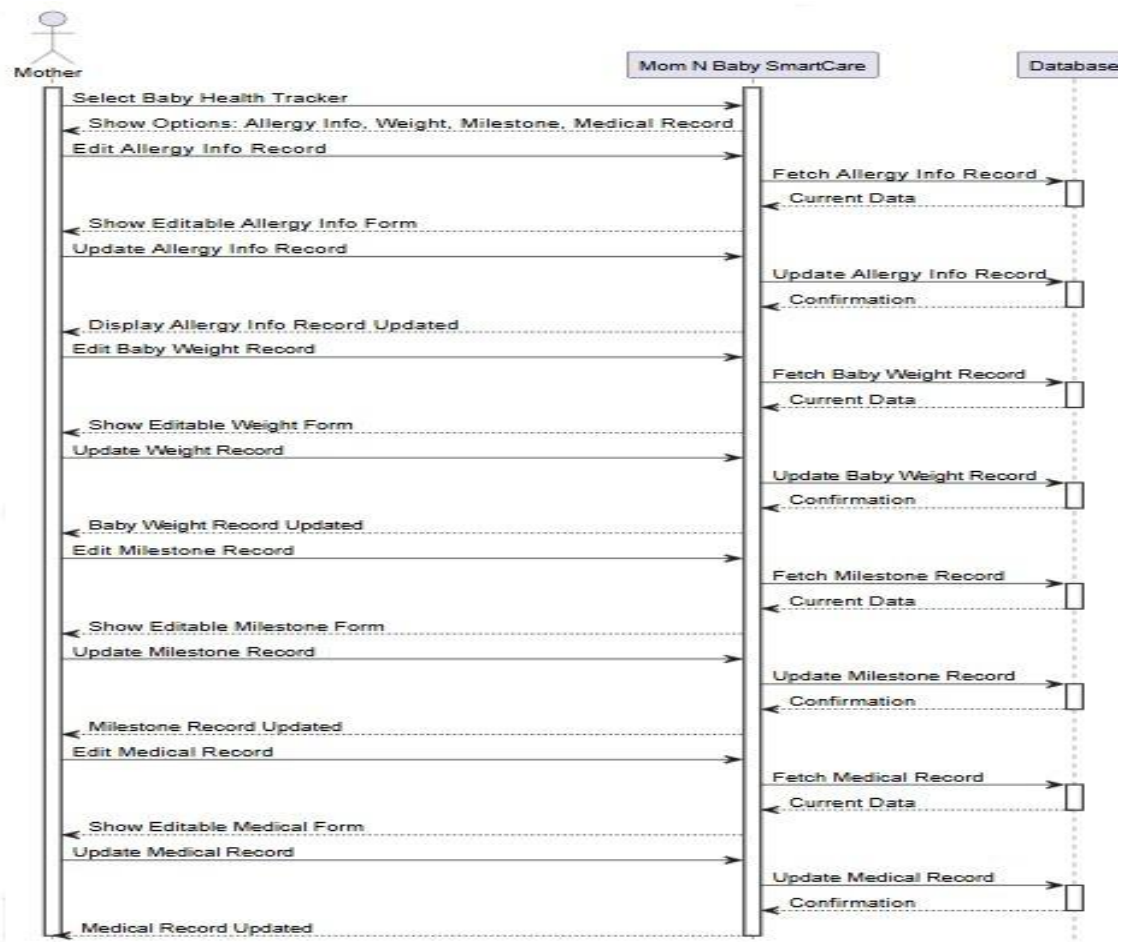 Mother
Mom N Baby SmartCare
Database
Select Baby Health Tracker
Show Options: Allergy Info, Weight, Milestone, Medical Record
Edit Allergy Info Record
Fetch Allergy Info Record
Current Data
Show Editable Allergy Info Form
Update Allergy Info Record
Update Allergy Info Record
Confirmation
Display Allergy Info Record Updated
Edit Baby Weight Record
Fetch Baby Weight Record
Current Data
Show Editable Weight Form
Update Weight Record
Update Baby Weight Record
Confirmation
Baby Weight Record Updated
Edit Milestone Record
Fetch Milestone Record
Current Data
Show Editable Milestone Form
Update Milestone Record
Update Milestone Record
Confirmation
Milestone Record Updated
Edit Medical Record
Fetch Medical Record
Current Data
Show Editable Medical Form
Update Medical Record
Update Medical Record
Confirmation
Medical Record Updated